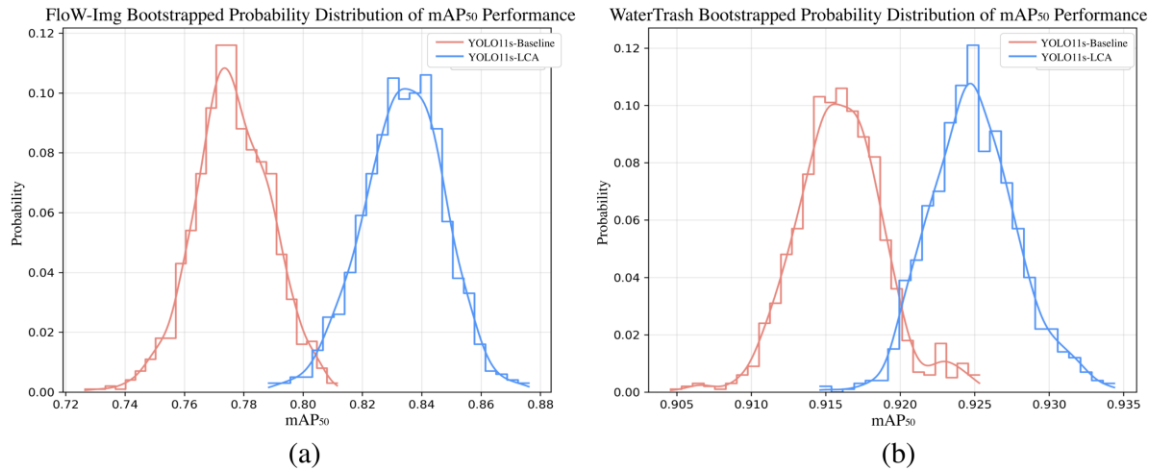 FloW-Img Bootstrapped Probability Distribution of mAP₅₀ Performance
0.12
0.10
0.08
0.06
0.04
0.02
0.00
Probability
YOLO11s-Baseline
YOLO11s-LCA
0.72 0.74 0.76 0.78 0.80 0.82 0.84 0.86 0.88
mAP₅₀
(a)
WaterTrash Bootstrapped Probability Distribution of mAP₅₀ Performance
0.12
0.10
0.08
0.06
0.04
0.02
0.00
Probability
YOLO11s-Baseline
YOLO11s-LCA
0.905 0.910 0.915 0.920 0.925 0.930 0.935
mAP₅₀
(b)